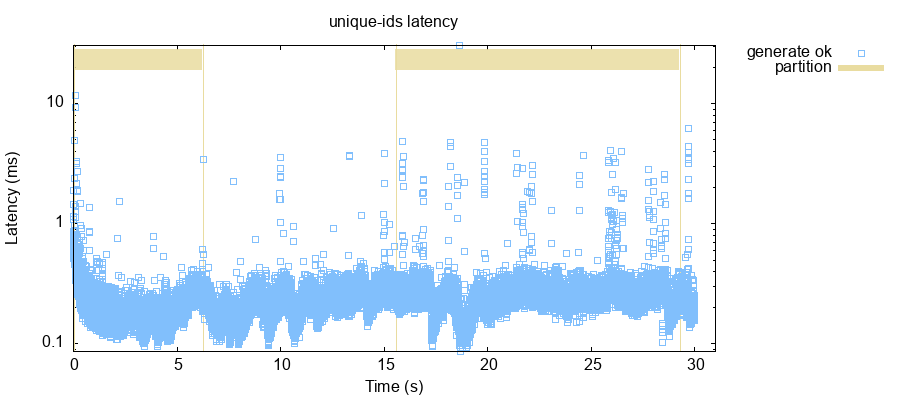 unique-ids latency
generate ok
partition
Latency (ms)
10
1
0.1
0 5 10 15 20 25 30
Time (s)